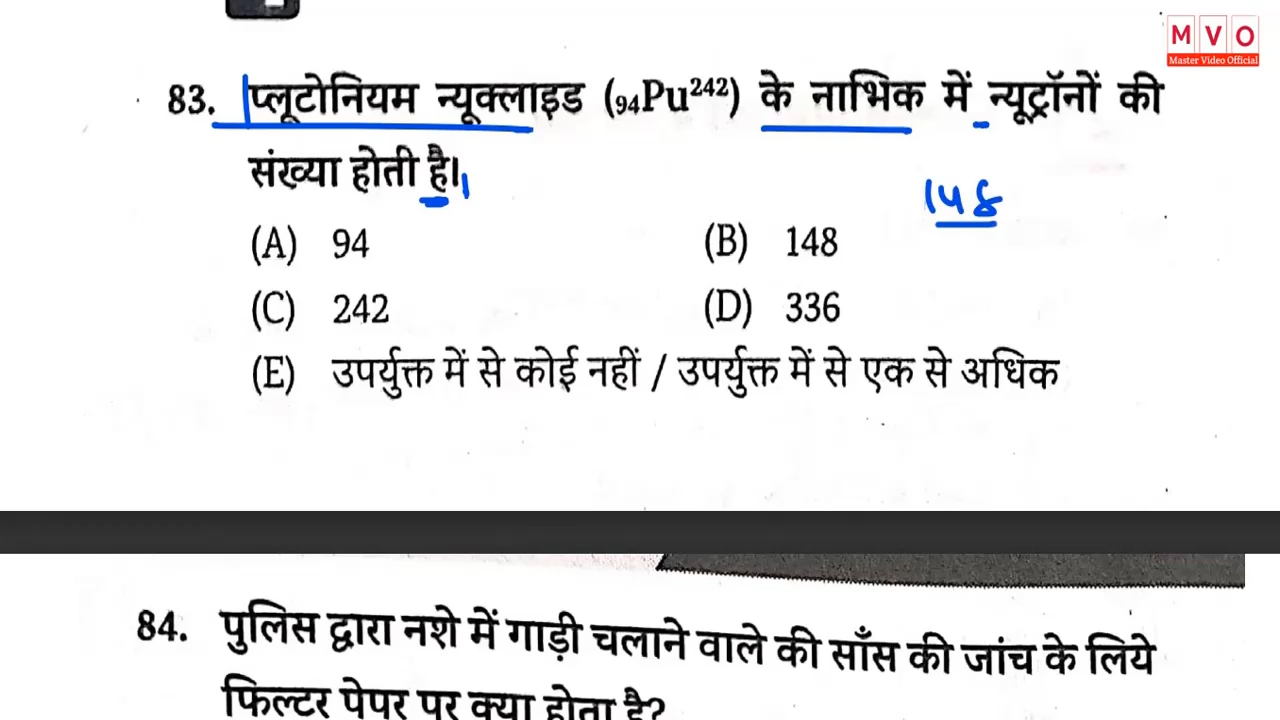 M V O
Master Video Official
83. प्लूटोनियम न्यूक्लाइड (₉₄Pu²⁴²) के नाभिक में न्यूट्रॉनों की
संख्या होती है।
148
(A) 94 (B) 148
(C) 242 (D) 336
(E) उपर्युक्त में से कोई नहीं / उपर्युक्त में से एक से अधिक
84. पुलिस द्वारा नशे में गाड़ी चलाने वाले की साँस की जांच के लिये
फिल्टर पेपर पर क्या होता है?